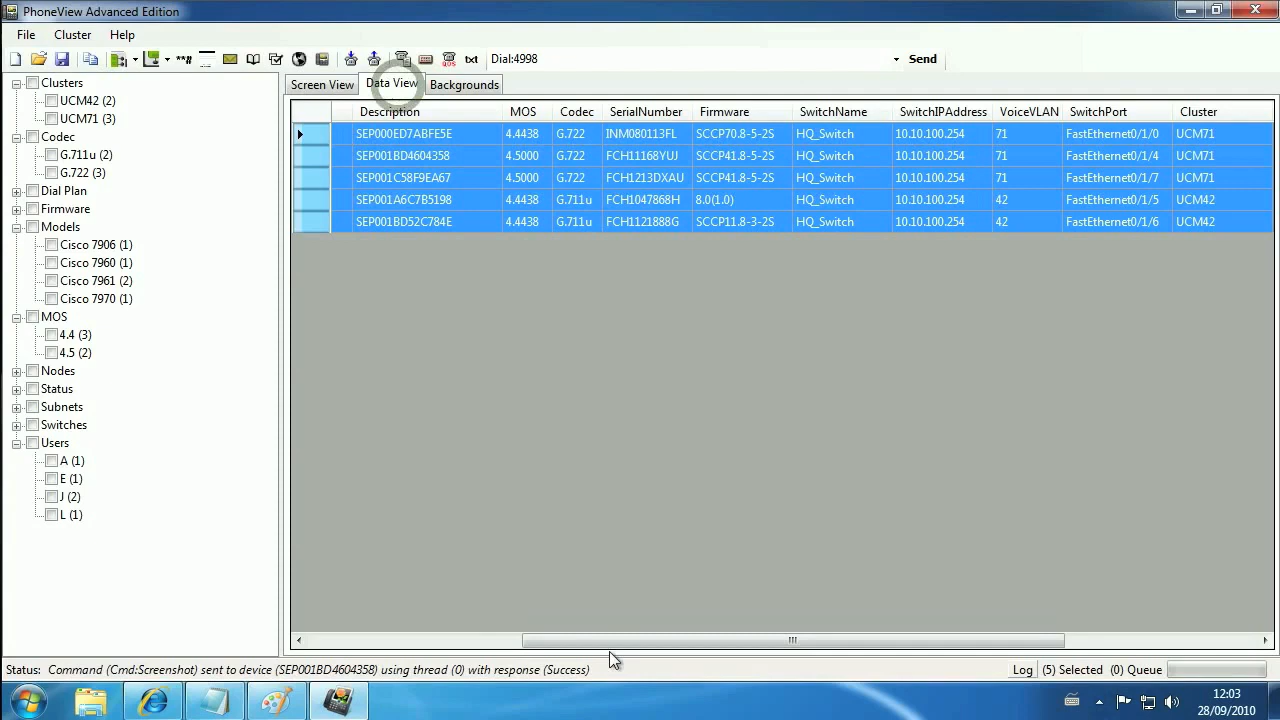 PhoneView Advanced Edition
File Cluster Help
**# txt Dial:4998 Send
Clusters
UCM42 (2)
UCM71 (3)
Codec
G.711u (2)
G.722 (3)
Dial Plan
Firmware
Models
Cisco 7906 (1)
Cisco 7960 (1)
Cisco 7961 (2)
Cisco 7970 (1)
MOS
4.4 (3)
4.5 (2)
Nodes
Status
Subnets
Switches
Users
A (1)
E (1)
J (2)
L (1)
Screen View Data View Backgrounds
Description MOS Codec SerialNumber Firmware SwitchName SwitchIPAddress VoiceVLAN SwitchPort Cluster
SEP000ED7ABFE5E 4.4438 G.722 INM080113FL SCCP70.8-5-2S HQ_Switch 10.10.100.254 71 FastEthernet0/1/0 UCM71
SEP001BD4604358 4.5000 G.722 FCH11168YUJ SCCP41.8-5-2S HQ_Switch 10.10.100.254 71 FastEthernet0/1/4 UCM71
SEP001C58F9EA67 4.5000 G.722 FCH1213DXAU SCCP41.8-5-2S HQ_Switch 10.10.100.254 71 FastEthernet0/1/7 UCM71
SEP001A6C7B5198 4.4438 G.711u FCH1047868H 8.0(1.0) HQ_Switch 10.10.100.254 42 FastEthernet0/1/5 UCM42
SEP001BD52C784E 4.4438 G.711u FCH1121888G SCCP11.8-3-2S HQ_Switch 10.10.100.254 42 FastEthernet0/1/6 UCM42
Status: Command (Cmd:Screenshot) sent to device (SEP001BD4604358) using thread (0) with response (Success) Log (5) Selected (0) Queue
12:03
28/09/2010